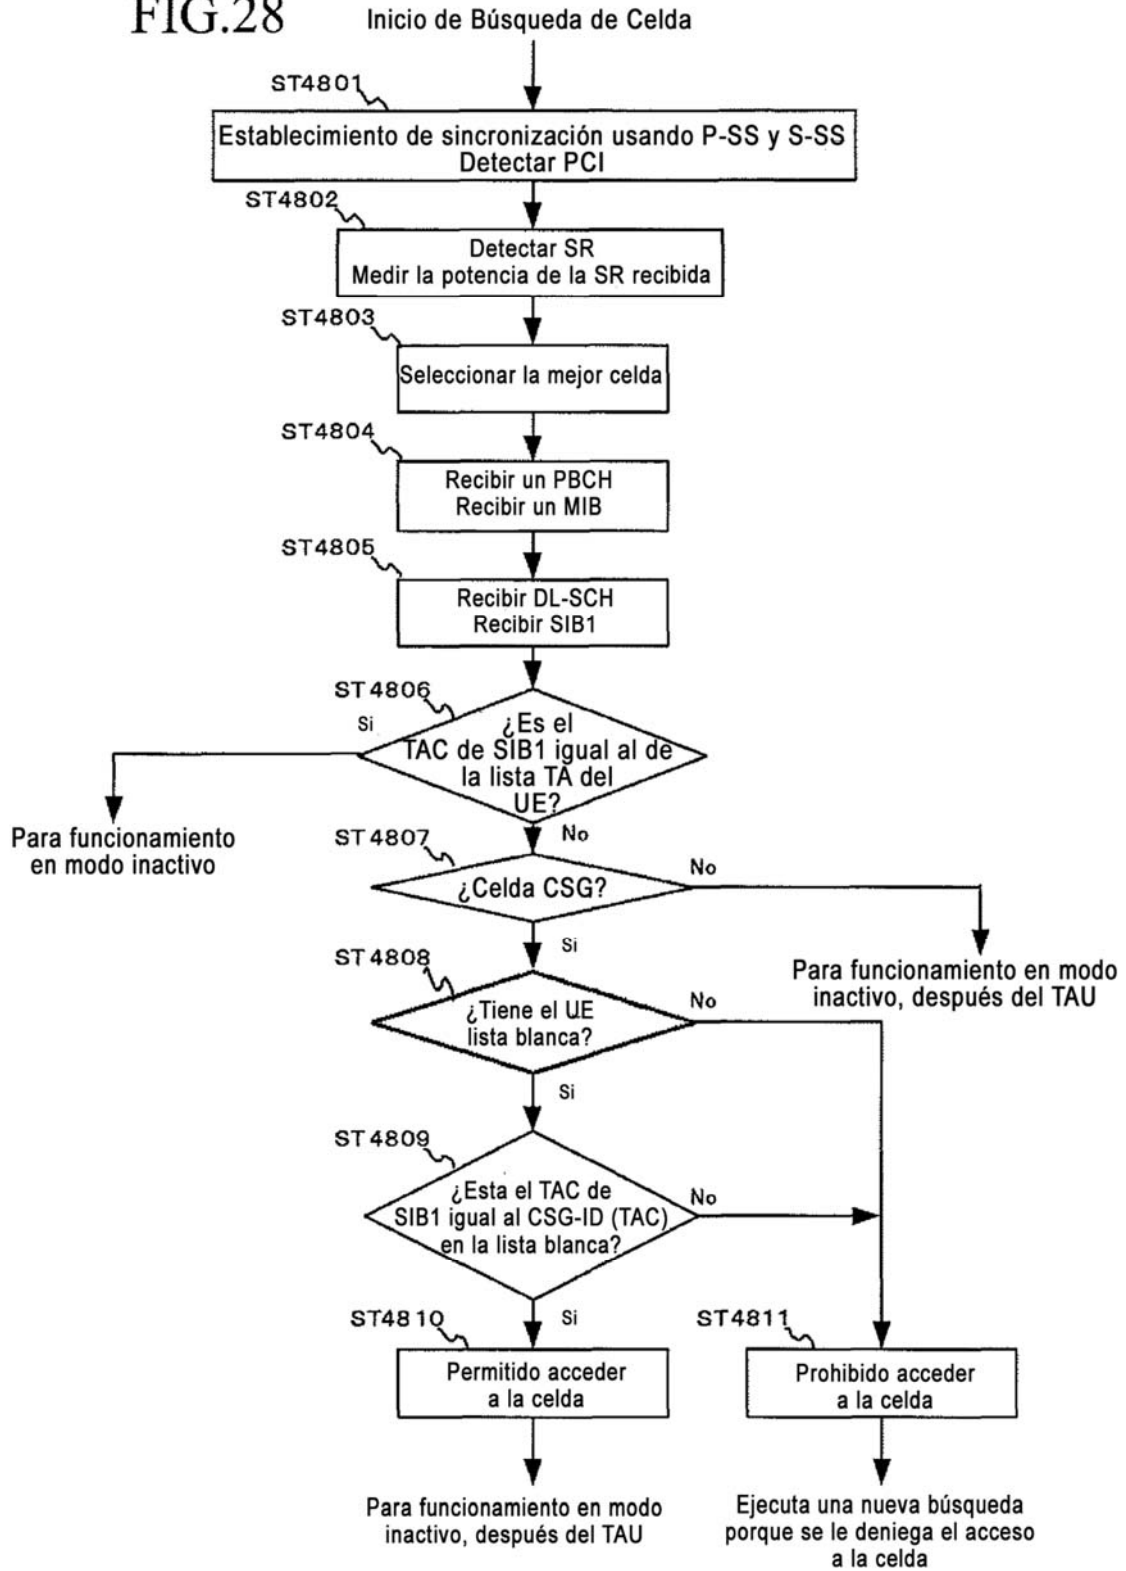 FIG.28
Inicio de Búsqueda de Celda
ST4801
Establecimiento de sincronización usando P-SS y S-SS
Detectar PCI
ST4802
Detectar SR
Medir la potencia de la SR recibida
ST4803
Seleccionar la mejor celda
ST4804
Recibir un PBCH
Recibir un MIB
ST4805
Recibir DL-SCH
Recibir SIB1
ST4806
Si
¿Es el
TAC de SIB1 igual al de
la lista TA del
UE?
Para funcionamiento
en modo inactivo
No
ST4807
¿Celda CSG?
No
Si
Para funcionamiento en modo
inactivo, después del TAU
ST4808
¿Tiene el UE
lista blanca?
No
Si
ST4809
¿Esta el TAC de
SIB1 igual al CSG-ID (TAC)
en la lista blanca?
No
Si
ST4810
Permitido acceder
a la celda
ST4811
Prohibido acceder
a la celda
Para funcionamiento en modo
inactivo, después del TAU
Ejecuta una nueva búsqueda
porque se le deniega el acceso
a la celda